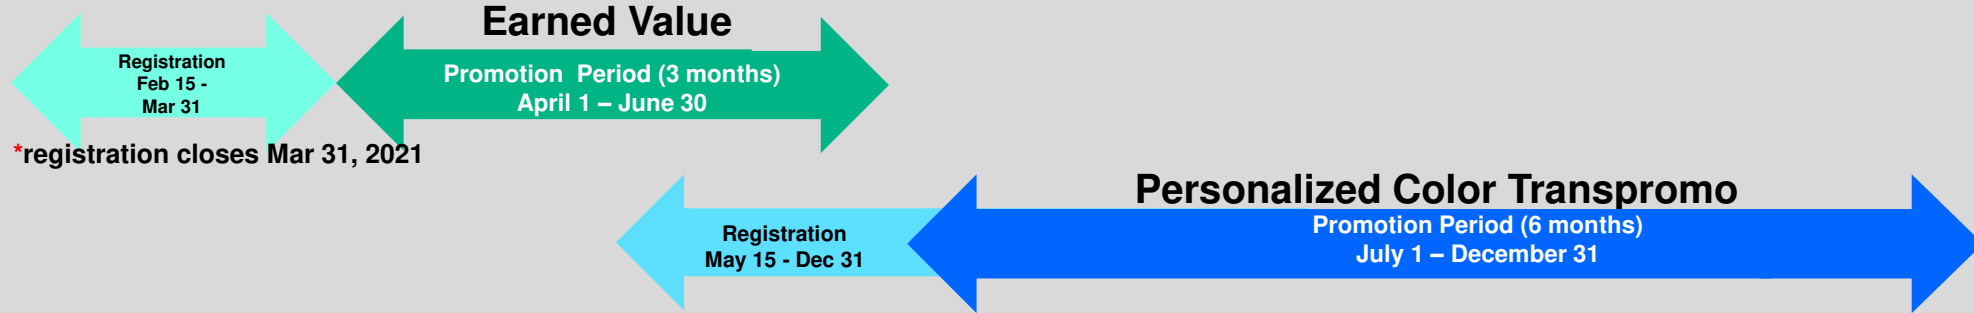 Earned Value
Registration
Feb 15 -
Mar 31
Promotion Period (3 months)
April 1 – June 30
*registration closes Mar 31, 2021
Personalized Color Transpromo
Registration
May 15 - Dec 31
Promotion Period (6 months)
July 1 – December 31